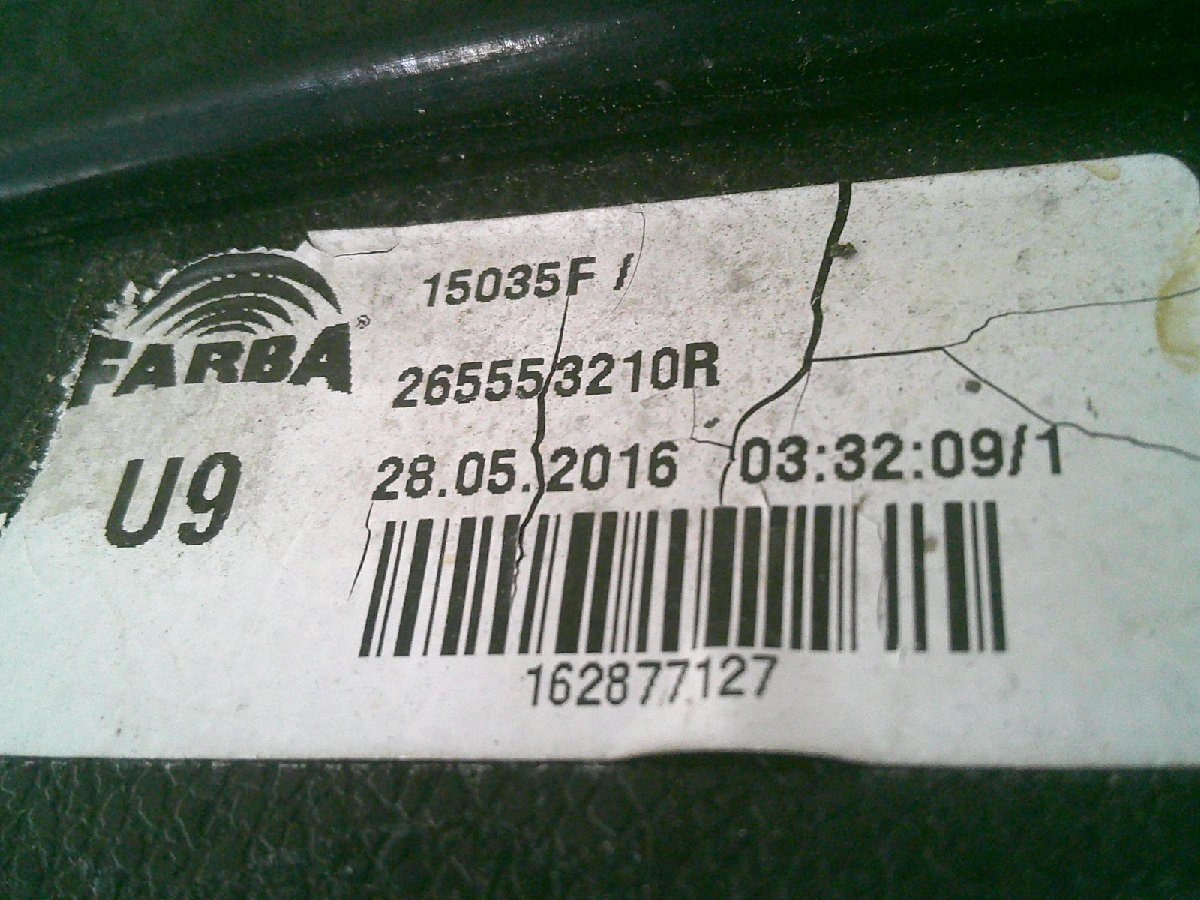 15035F /
FARBA®
265553210R
U9
28.05.2016 03:32:09/1
162877127